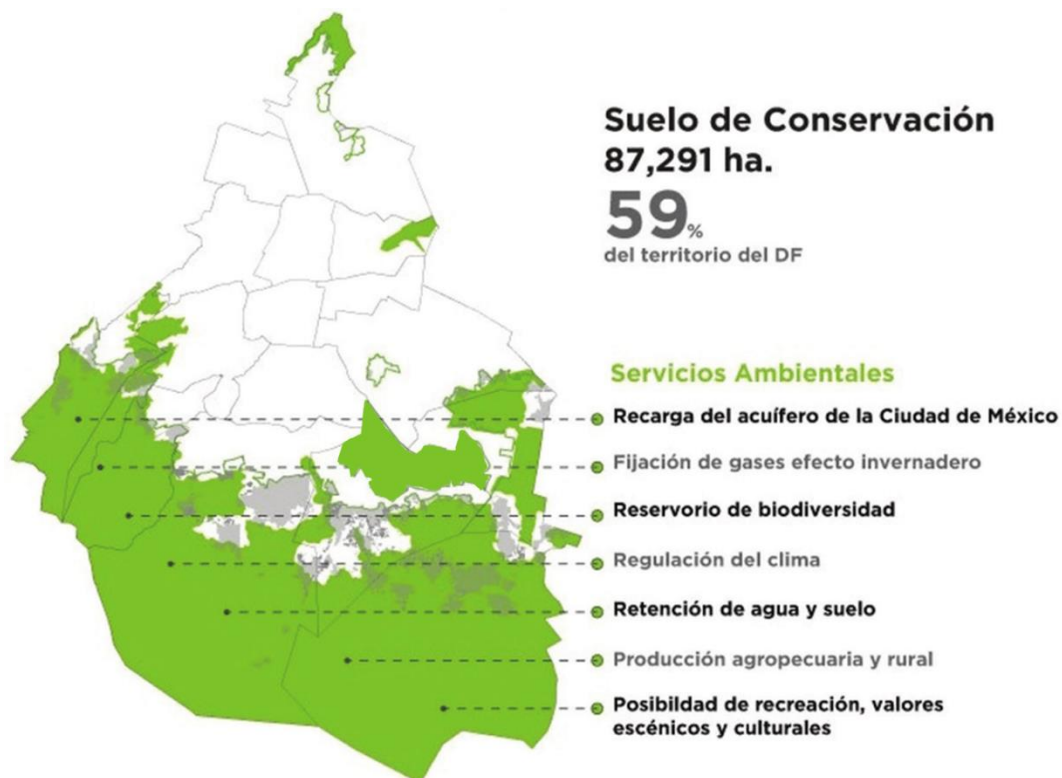 Suelo de Conservación
87,291 ha.
59%
del territorio del DF
Servicios Ambientales
Recarga del acuífero de la Ciudad de México
Fijación de gases efecto invernadero
Reservorio de biodiversidad
Regulación del clima
Retención de agua y suelo
Producción agropecuaria y rural
Posibildad de recreación, valores
escénicos y culturales